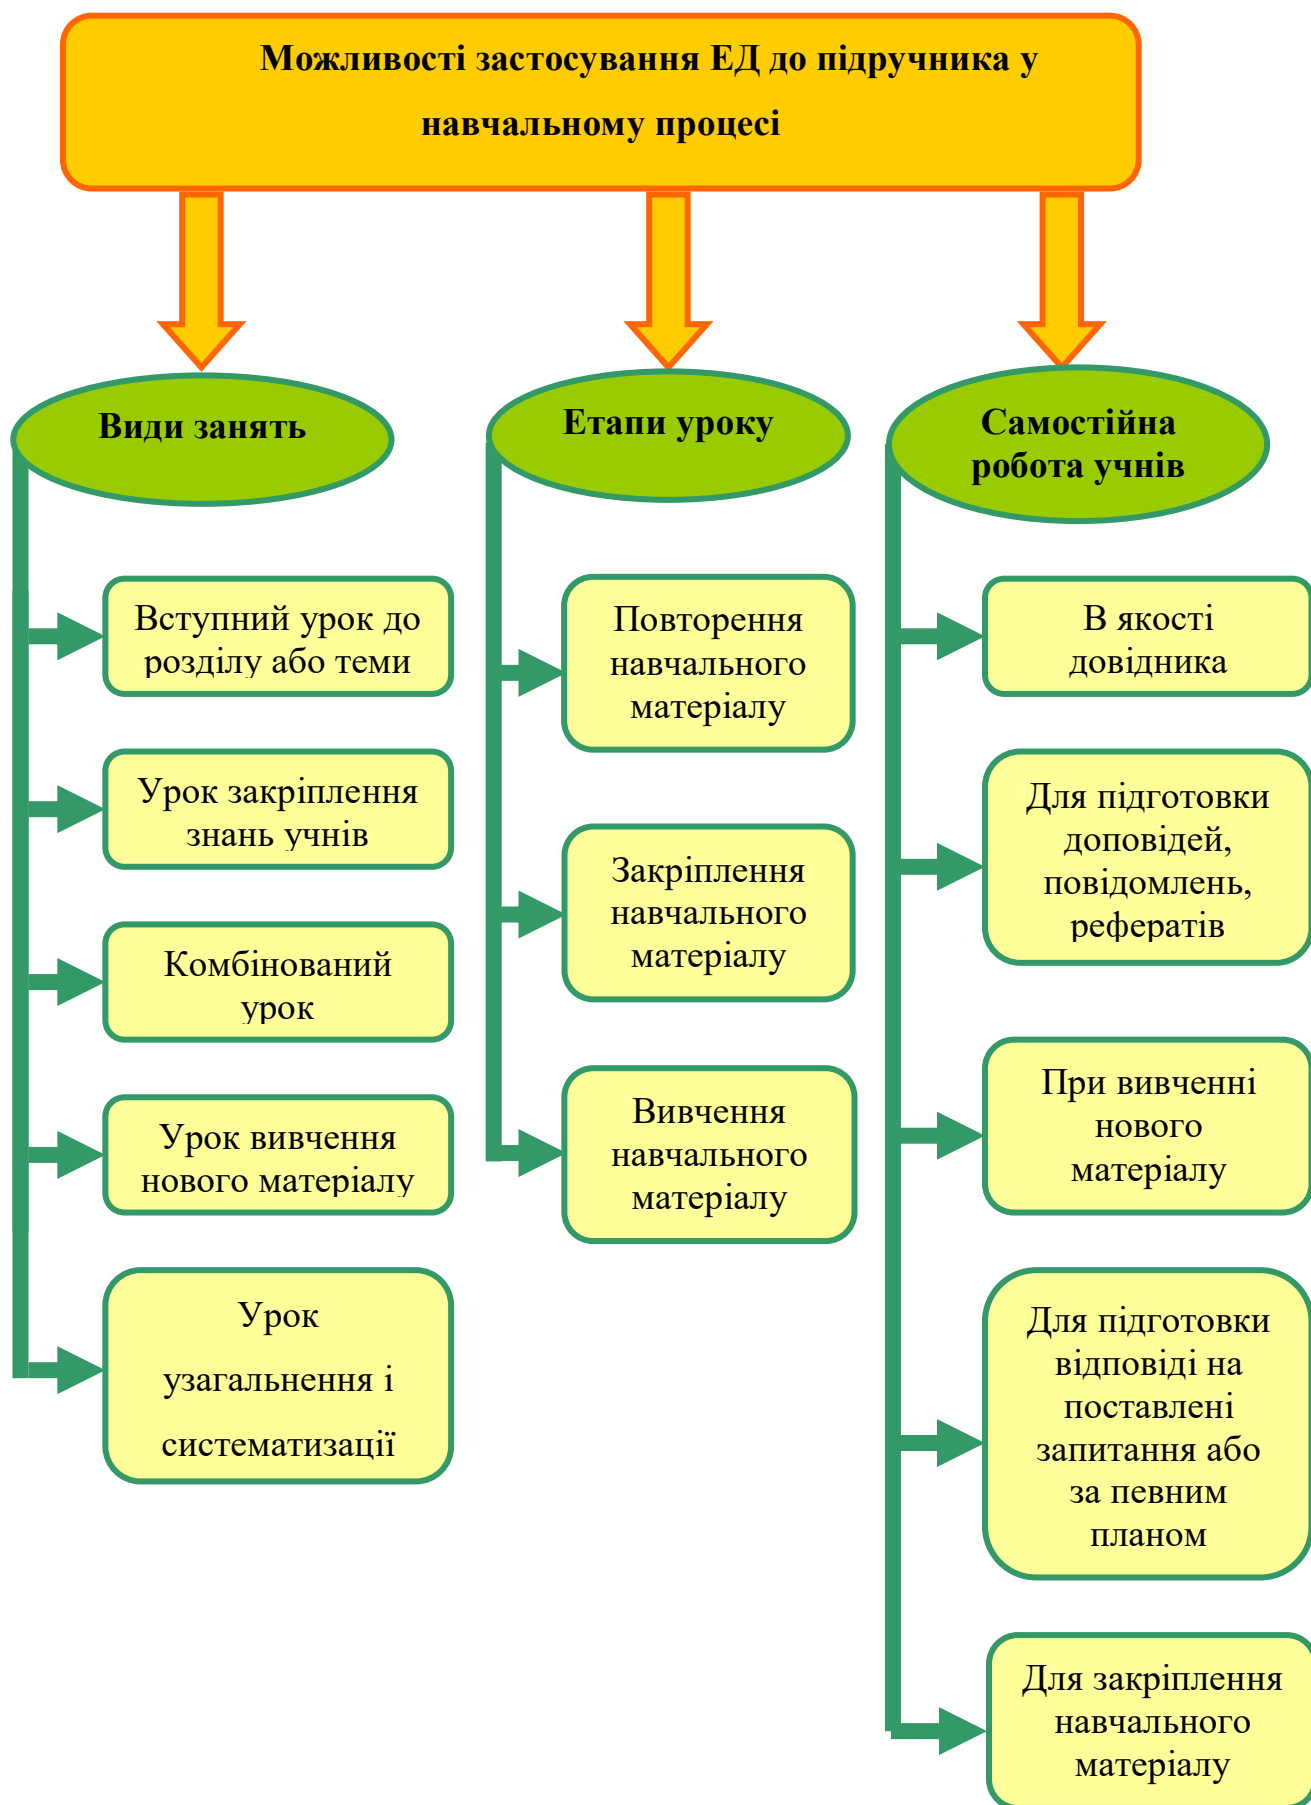 Можливості застосування ЕД до підручника у
навчальному процесі
Види занять
Вступний урок до
розділу або теми
Урок закріплення
знань учнів
Комбінований
урок
Урок вивчення
нового матеріалу
Урок
узагальнення і
систематизації
Етапи уроку
Повторення
навчального
матеріалу
Закріплення
навчального
матеріалу
Вивчення
навчального
матеріалу
Самостійна
робота учнів
В якості
довідника
Для підготовки
доповідей,
повідомлень,
рефератів
При вивченні
нового
матеріалу
Для підготовки
відповіді на
поставлені
запитання або
за певним
планом
Для закріплення
навчального
матеріалу